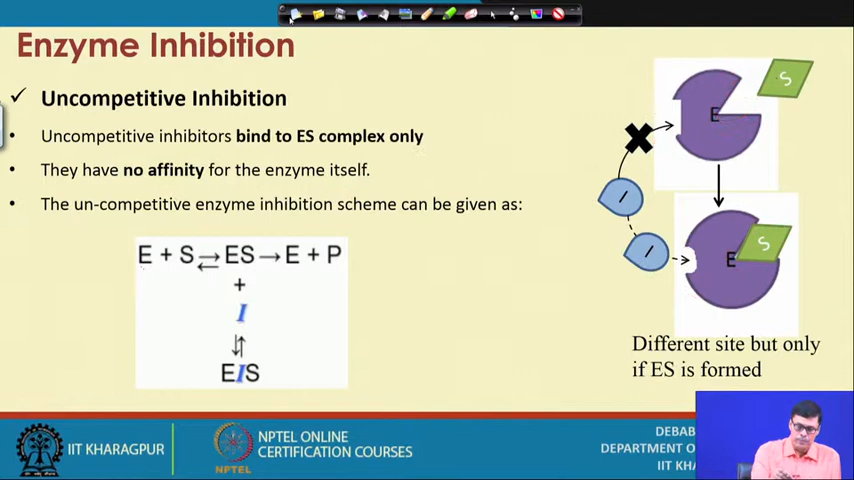 Enzyme Inhibition
✓ Uncompetitive Inhibition
• Uncompetitive inhibitors bind to ES complex only
• They have no affinity for the enzyme itself.
• The un-competitive enzyme inhibition scheme can be given as:
E + S ⇌ ES → E + P
+
I
⇌
EIS
S
E
I
I
S
E
Different site but only
if ES is formed
IIT KHARAGPUR
NPTEL
NPTEL ONLINE
CERTIFICATION COURSES
DEBAB
DEPARTMENT O
IIT KHA